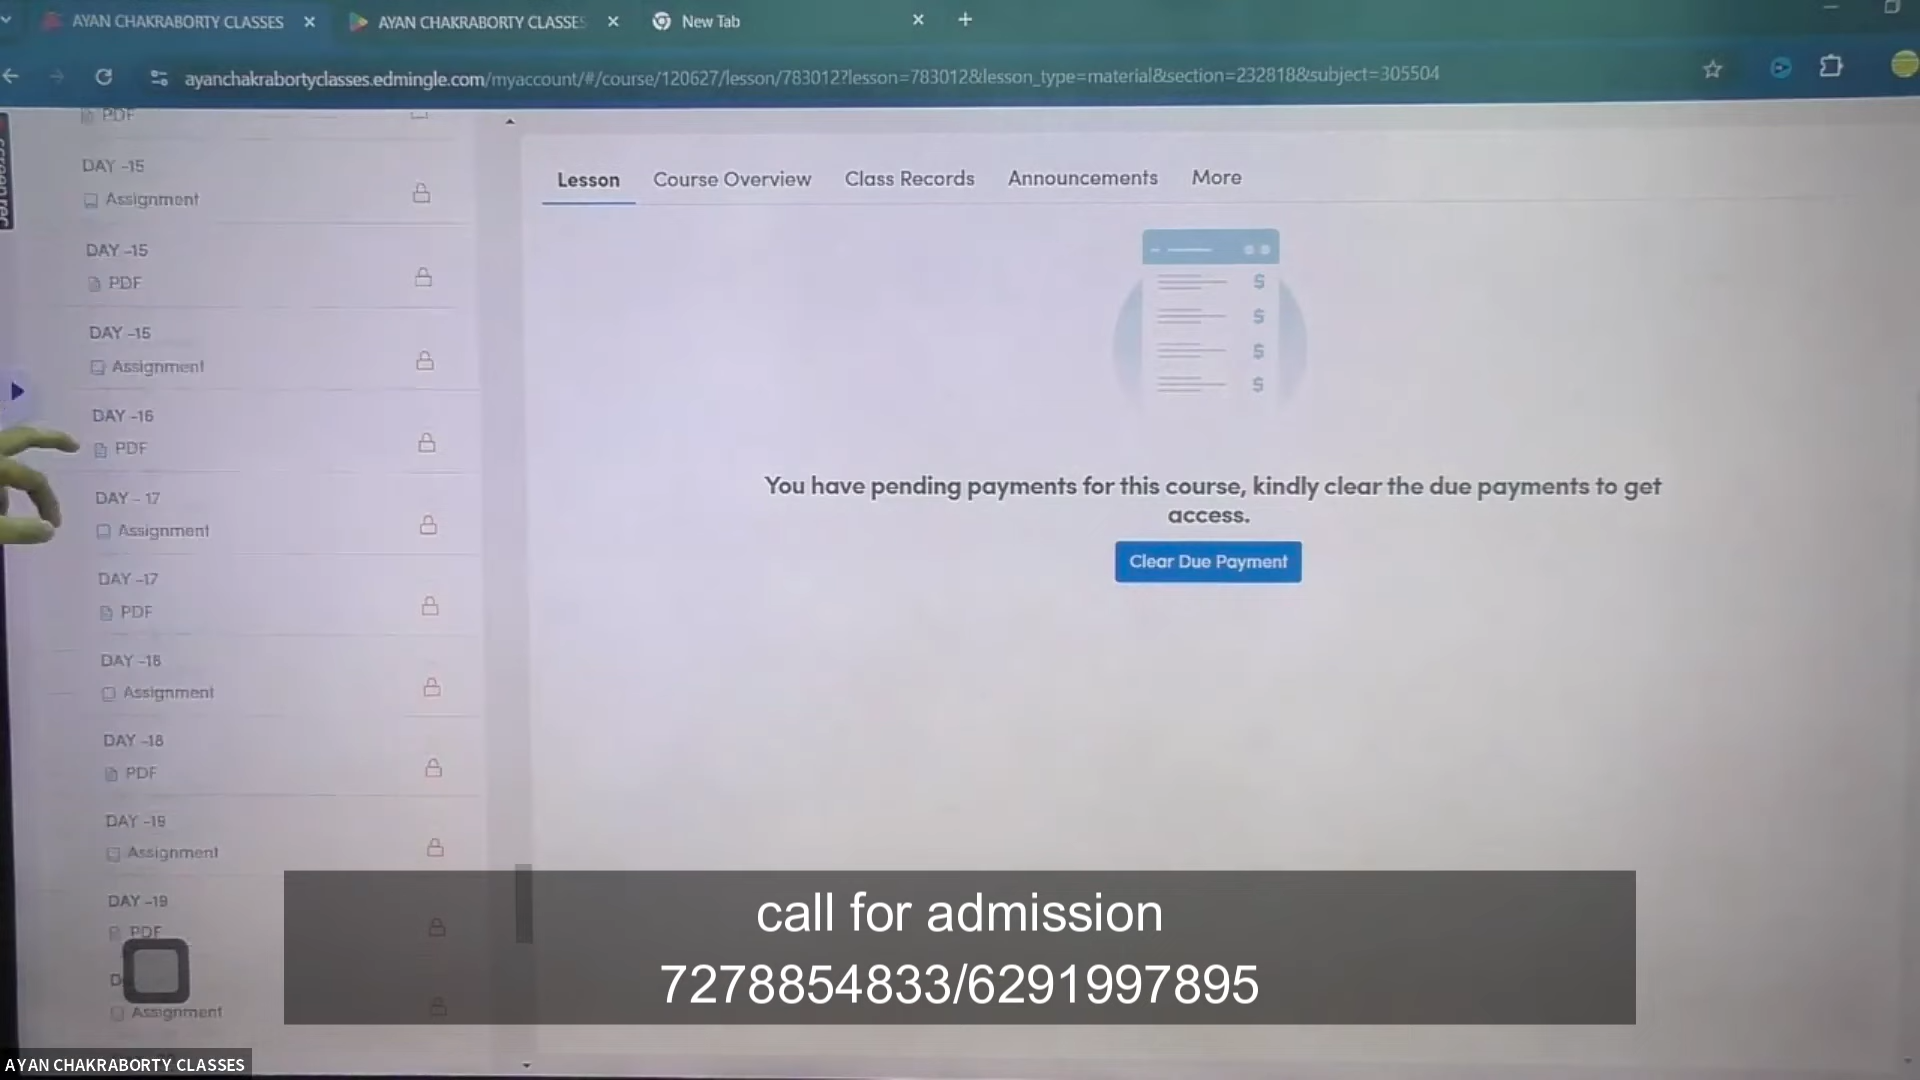 AYAN CHAKRABORTY CLASSES
AYAN CHAKRABORTY CLASSES
New Tab
ayanchakrabortyclasses.edmingle.com/myaccount/#/course/120627/lesson/783012?lesson=783012&lesson_type=material&section=232818&subject=305504
PDF
DAY -15
Assignment
DAY -15
PDF
DAY -15
Assignment
DAY -16
PDF
DAY - 17
Assignment
DAY -17
PDF
DAY -18
Assignment
DAY -18
PDF
DAY -19
Assignment
DAY -19
PDF
Assignment
Lesson
Course Overview
Class Records
Announcements
More
You have pending payments for this course, kindly clear the due payments to get
access.
Clear Due Payment
call for admission
7278854833/6291997895
AYAN CHAKRABORTY CLASSES